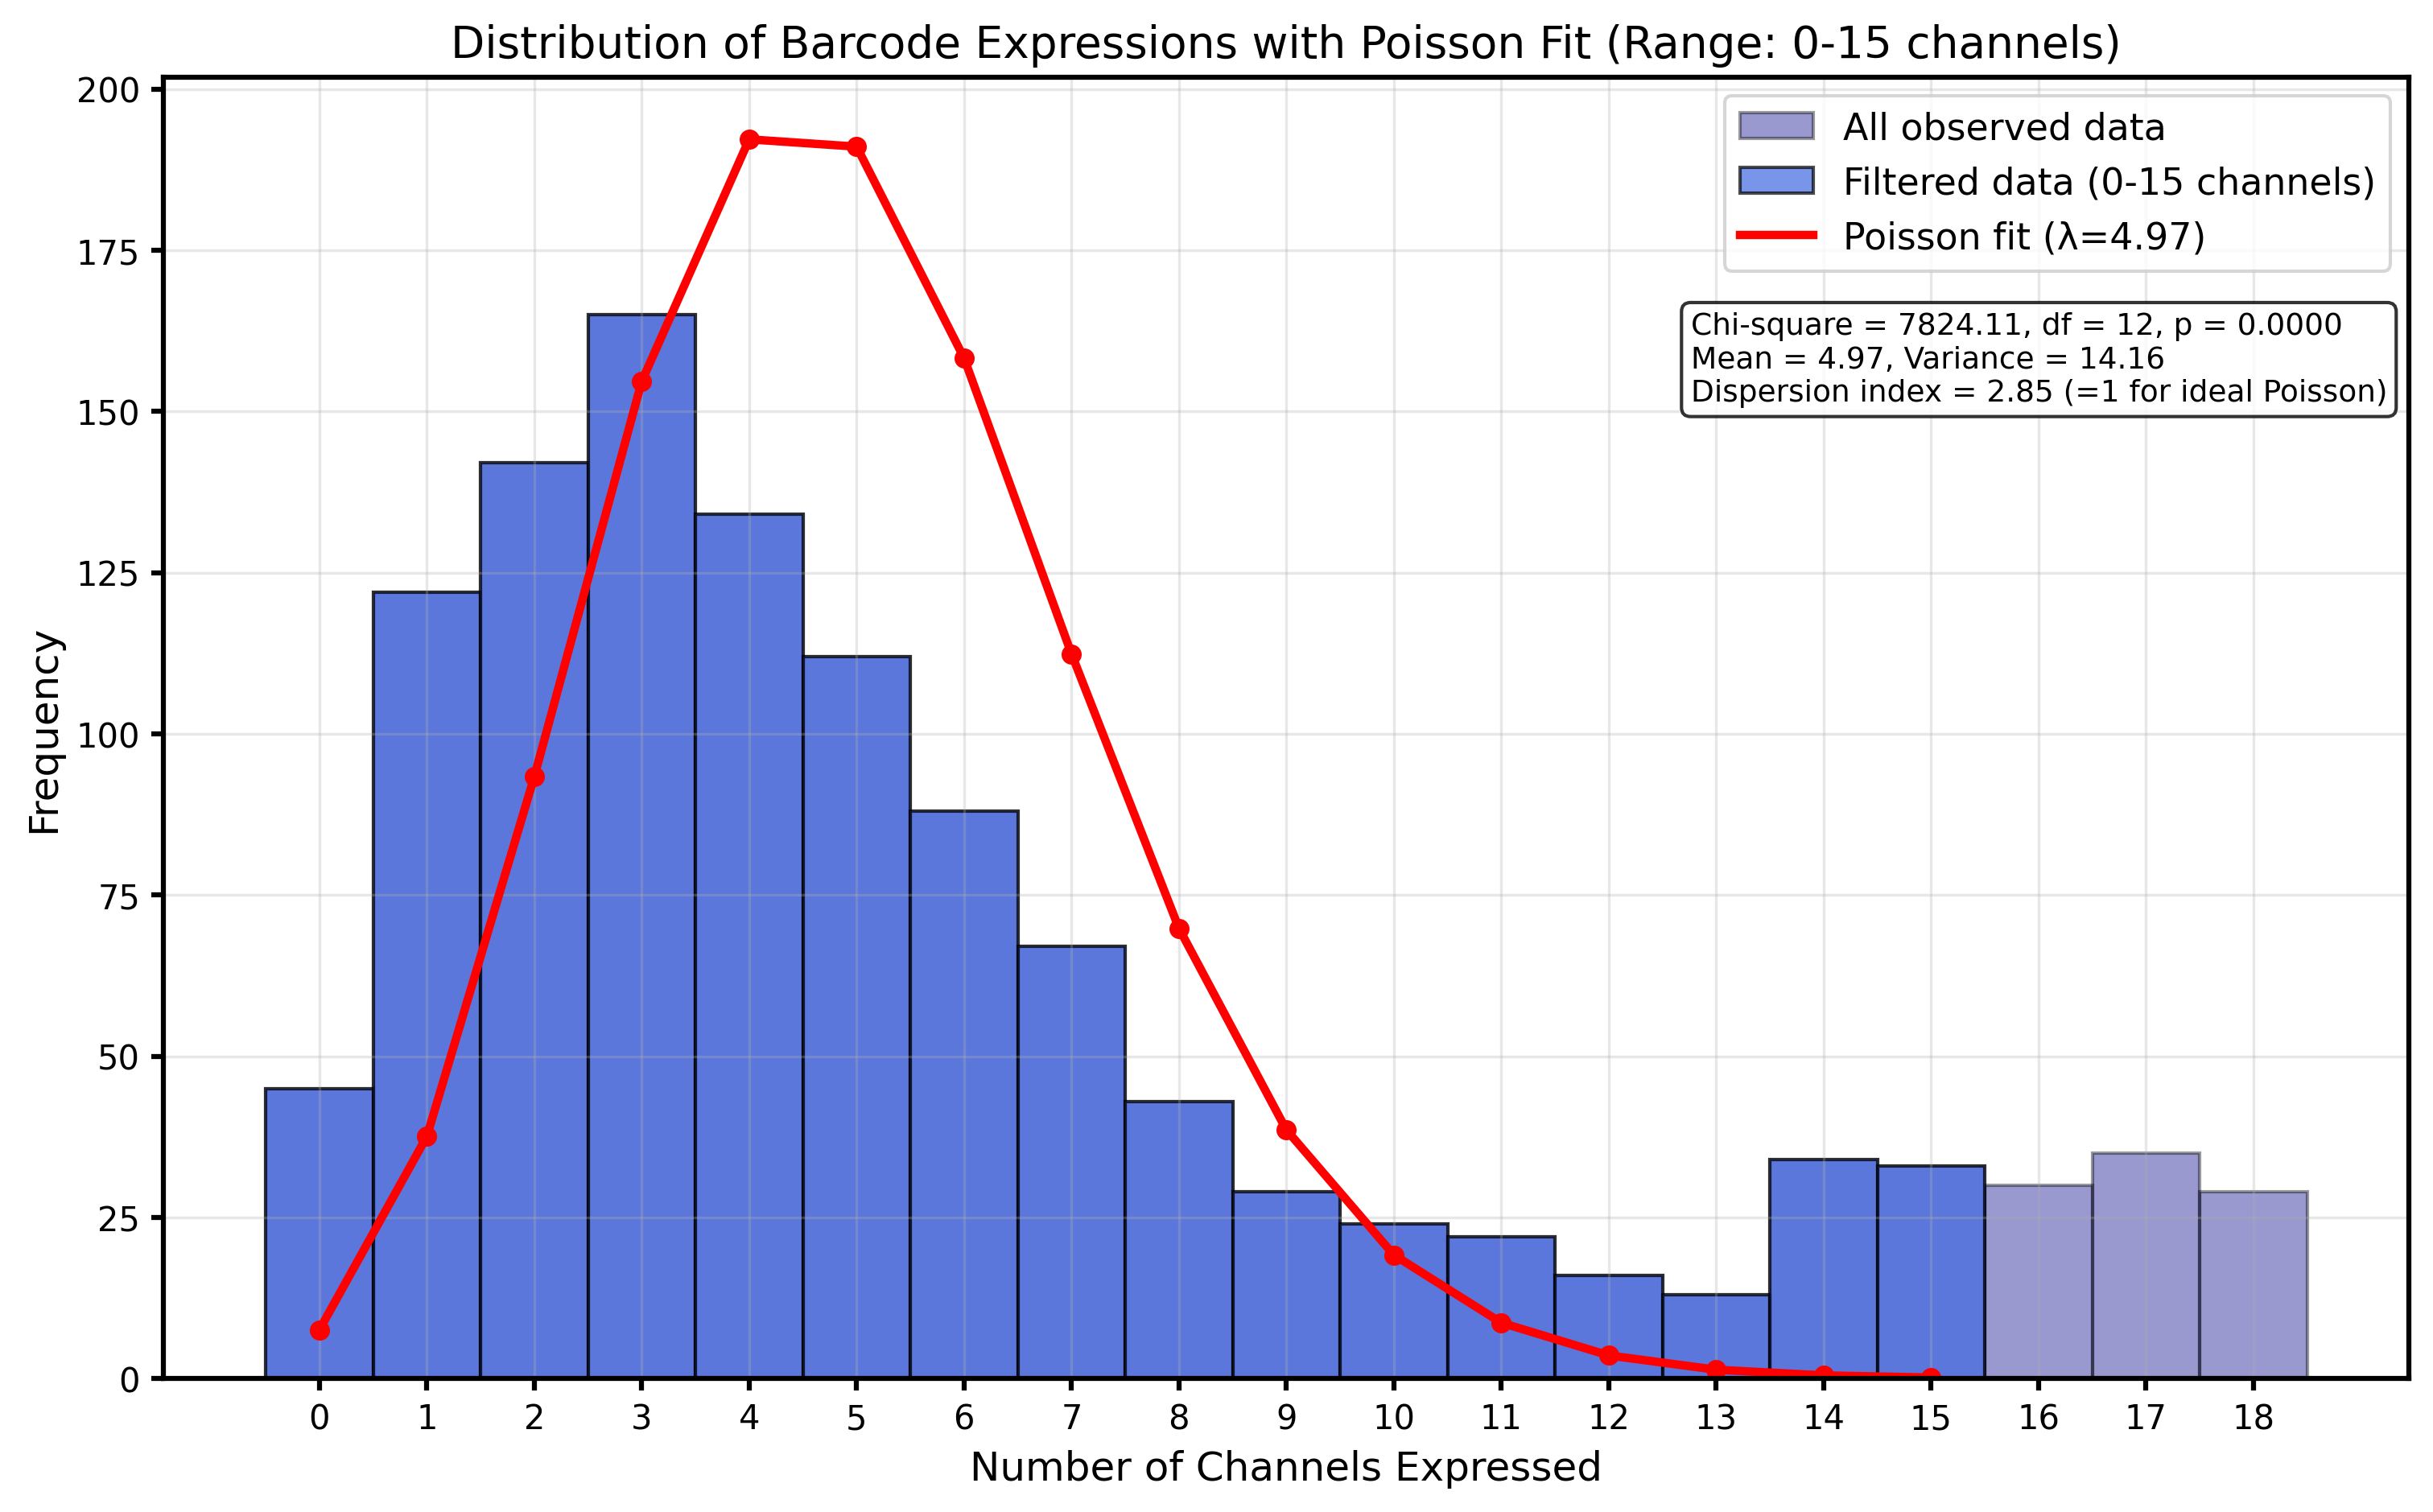 Distribution of Barcode Expressions with Poisson Fit (Range: 0-15 channels)
All observed data
Filtered data (0-15 channels)
Poisson fit (λ=4.97)
Chi-square = 7824.11, df = 12, p = 0.0000
Mean = 4.97, Variance = 14.16
Dispersion index = 2.85 (=1 for ideal Poisson)
Frequency
200
175
150
125
100
75
50
25
0
0 1 2 3 4 5 6 7 8 9 10 11 12 13 14 15 16 17 18
Number of Channels Expressed